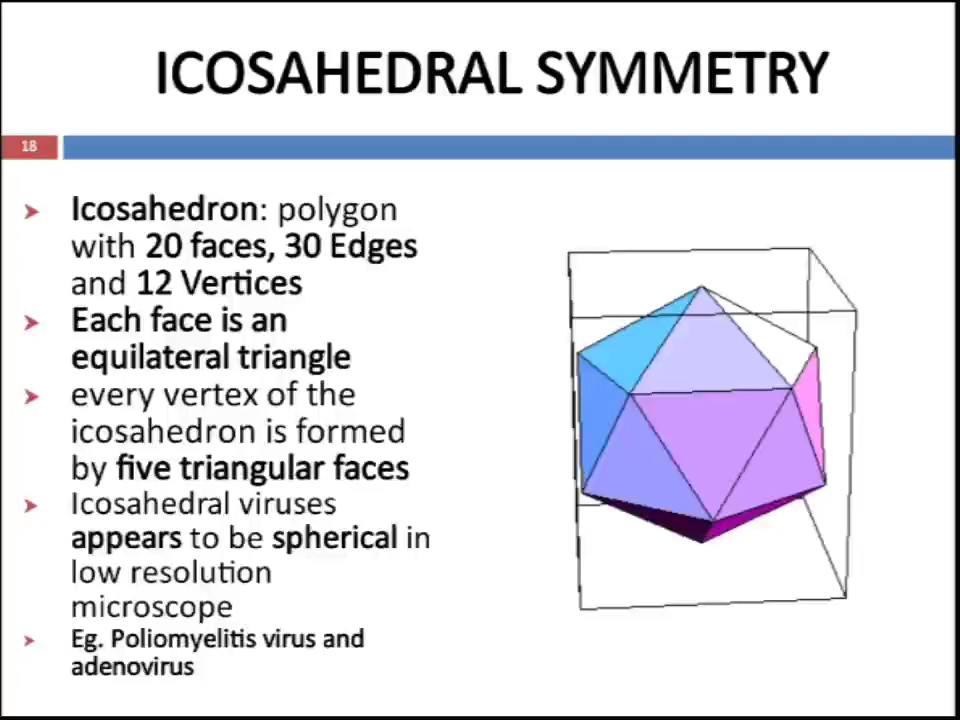 ICOSAHEDRAL SYMMETRY
18
Icosahedron: polygon
with 20 faces, 30 Edges
and 12 Vertices
Each face is an
equilateral triangle
every vertex of the
icosahedron is formed
by five triangular faces
Icosahedral viruses
appears to be spherical in
low resolution
microscope
Eg. Poliomyelitis virus and
adenovirus